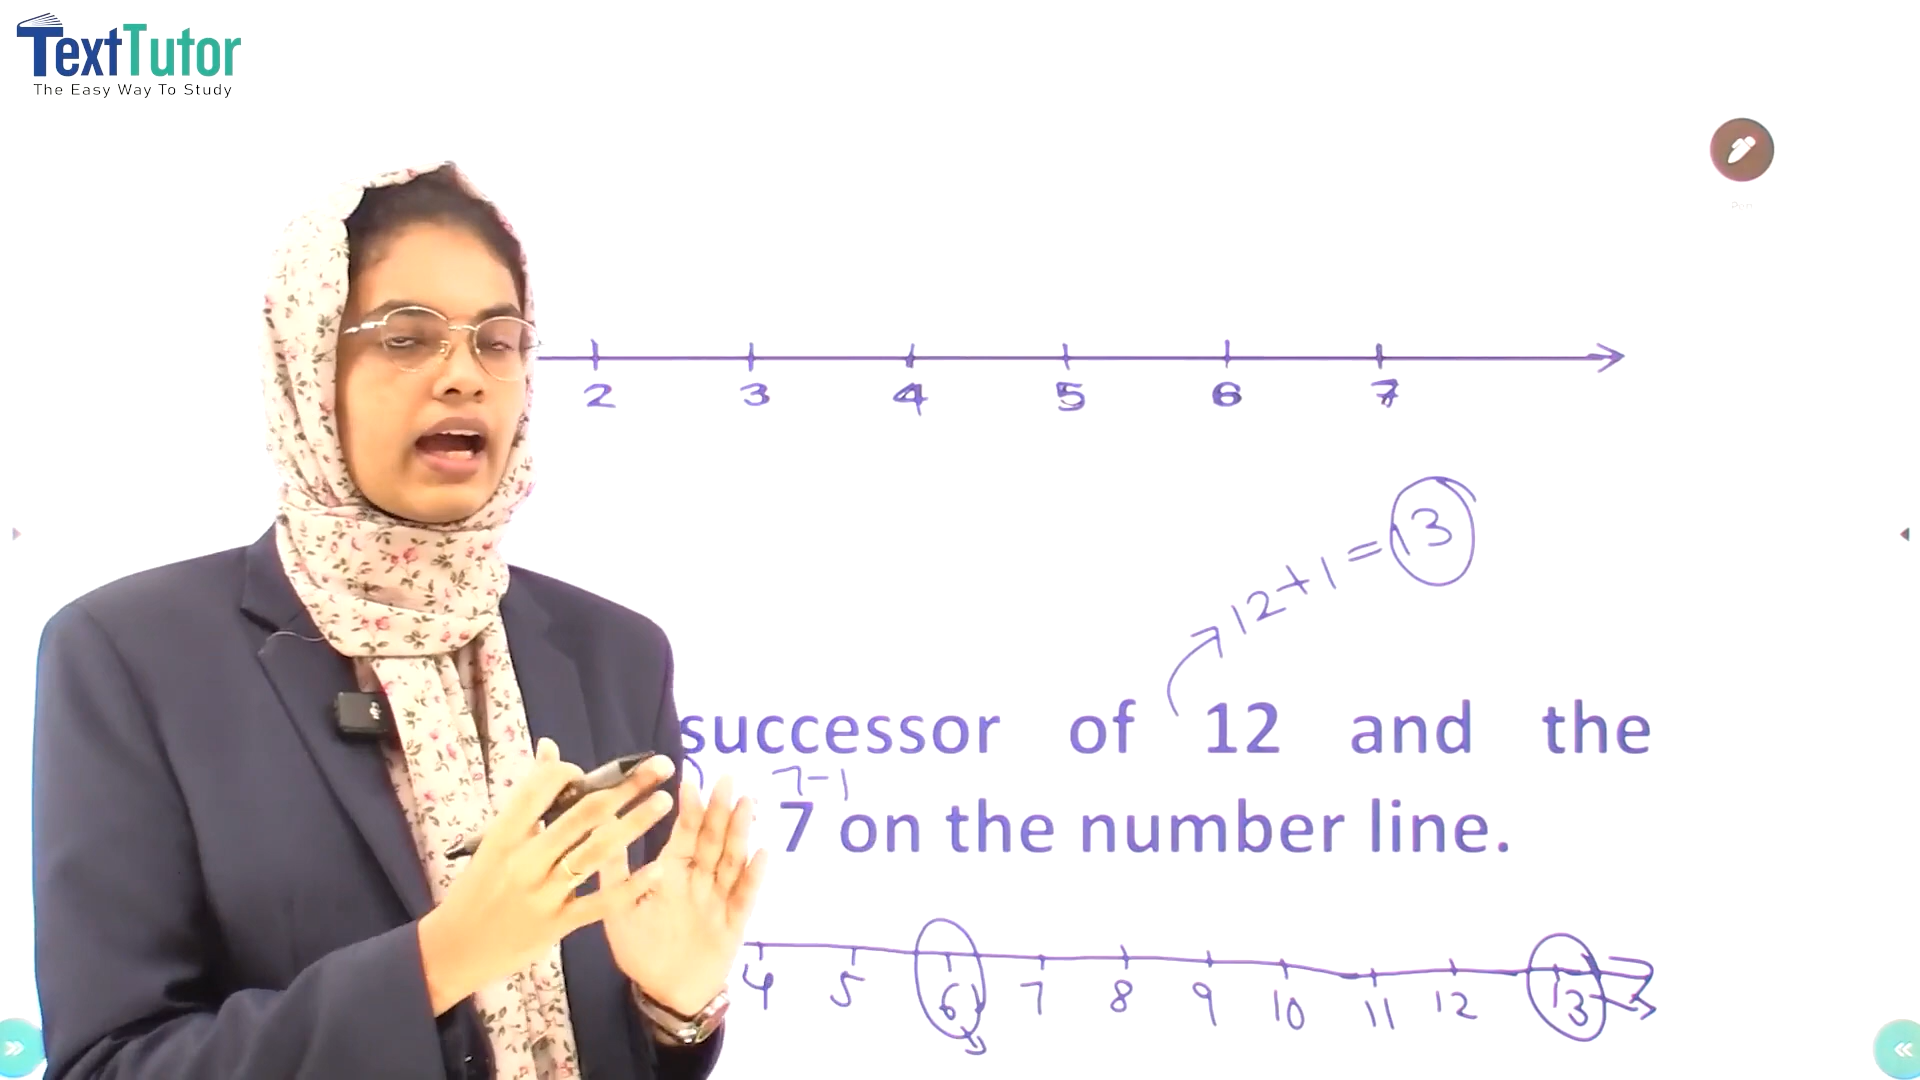 TextTutor
The Easy Way To Study
2 3 4 5 6 7
12+1=13
successor of 12 and the
7-1
7 on the number line.
4 5 6 7 8 9 10 11 12 13